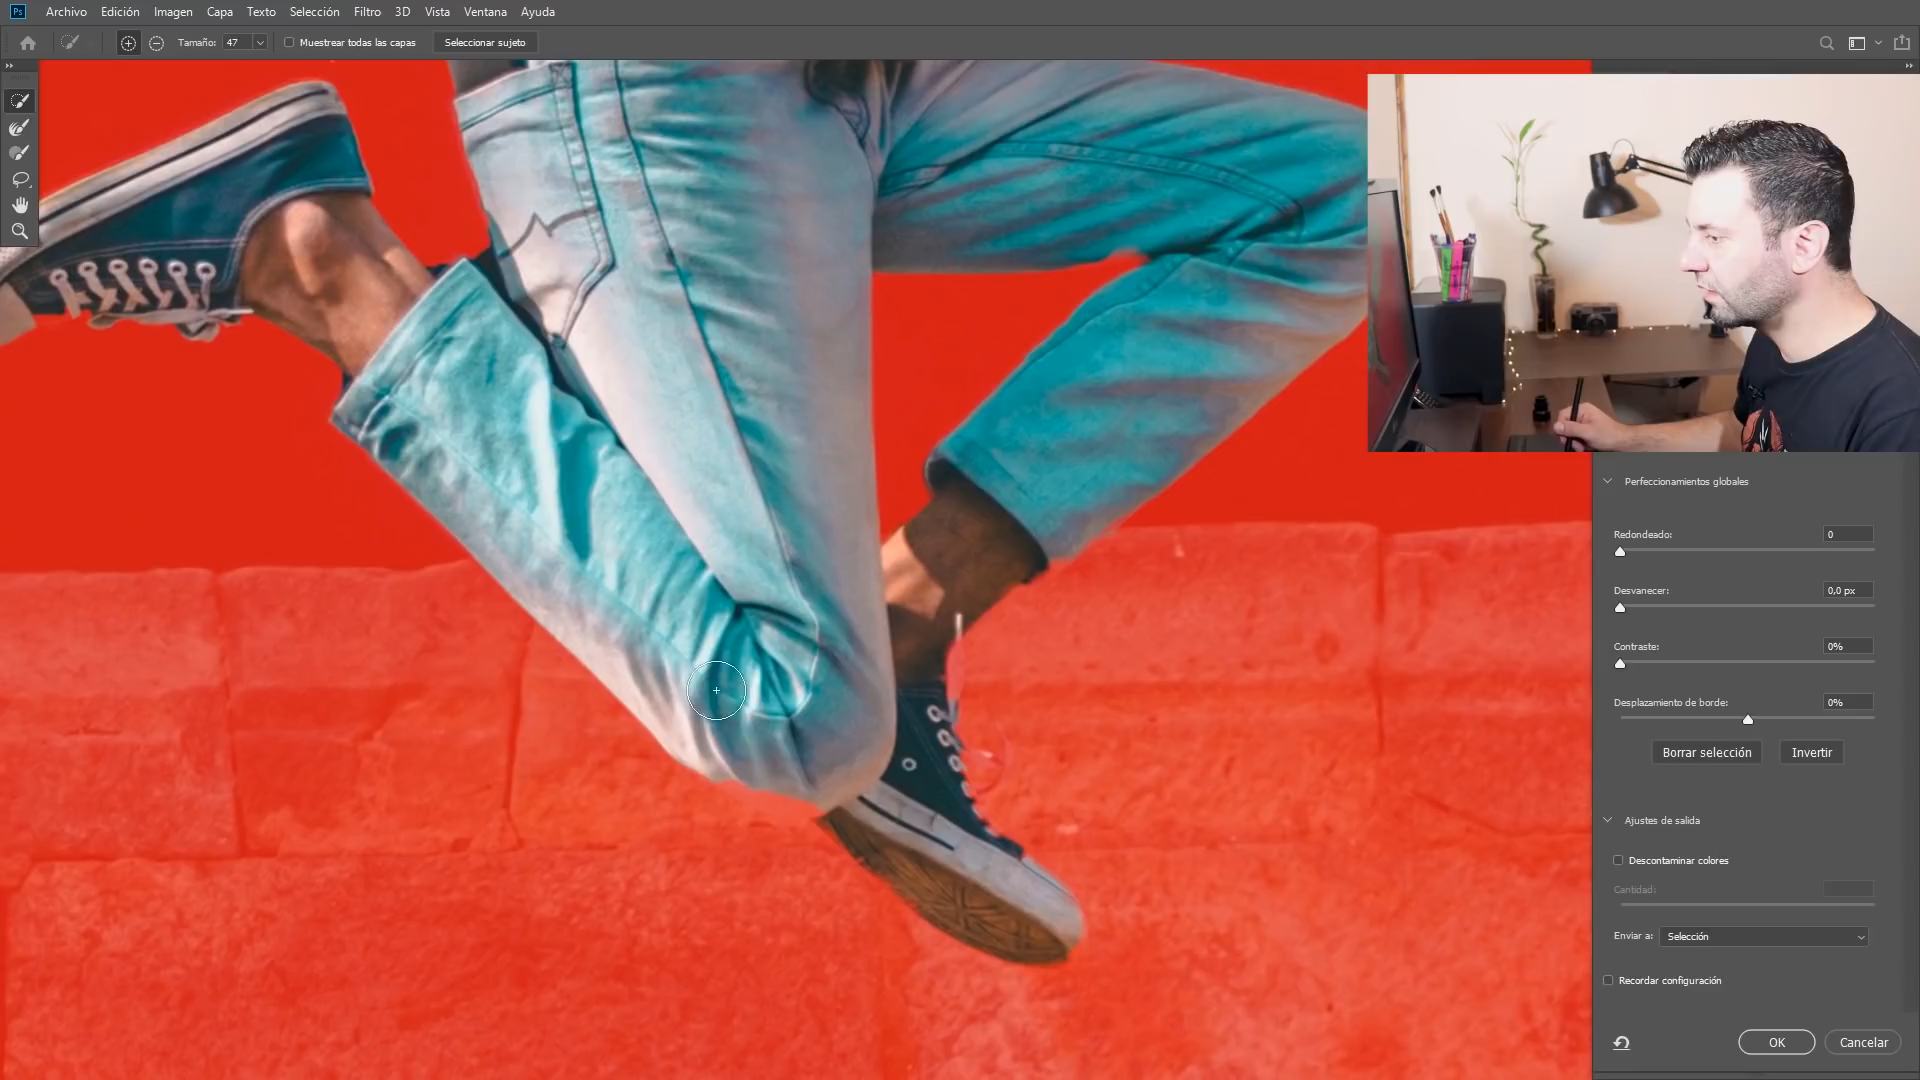 Ps Archivo Edición Imagen Capa Texto Selección Filtro 3D Vista Ventana Ayuda
Tamaño: 47 Muestrear todas las capas Seleccionar sujeto
Perfeccionamientos globales
Redondeado: 0
Desvanecer: 0,0 px
Contraste: 0%
Desplazamiento de borde: 0%
Borrar selección Invertir
Ajustes de salida
Descontaminar colores
Cantidad:
Enviar a: Selección
Recordar configuración
OK Cancelar